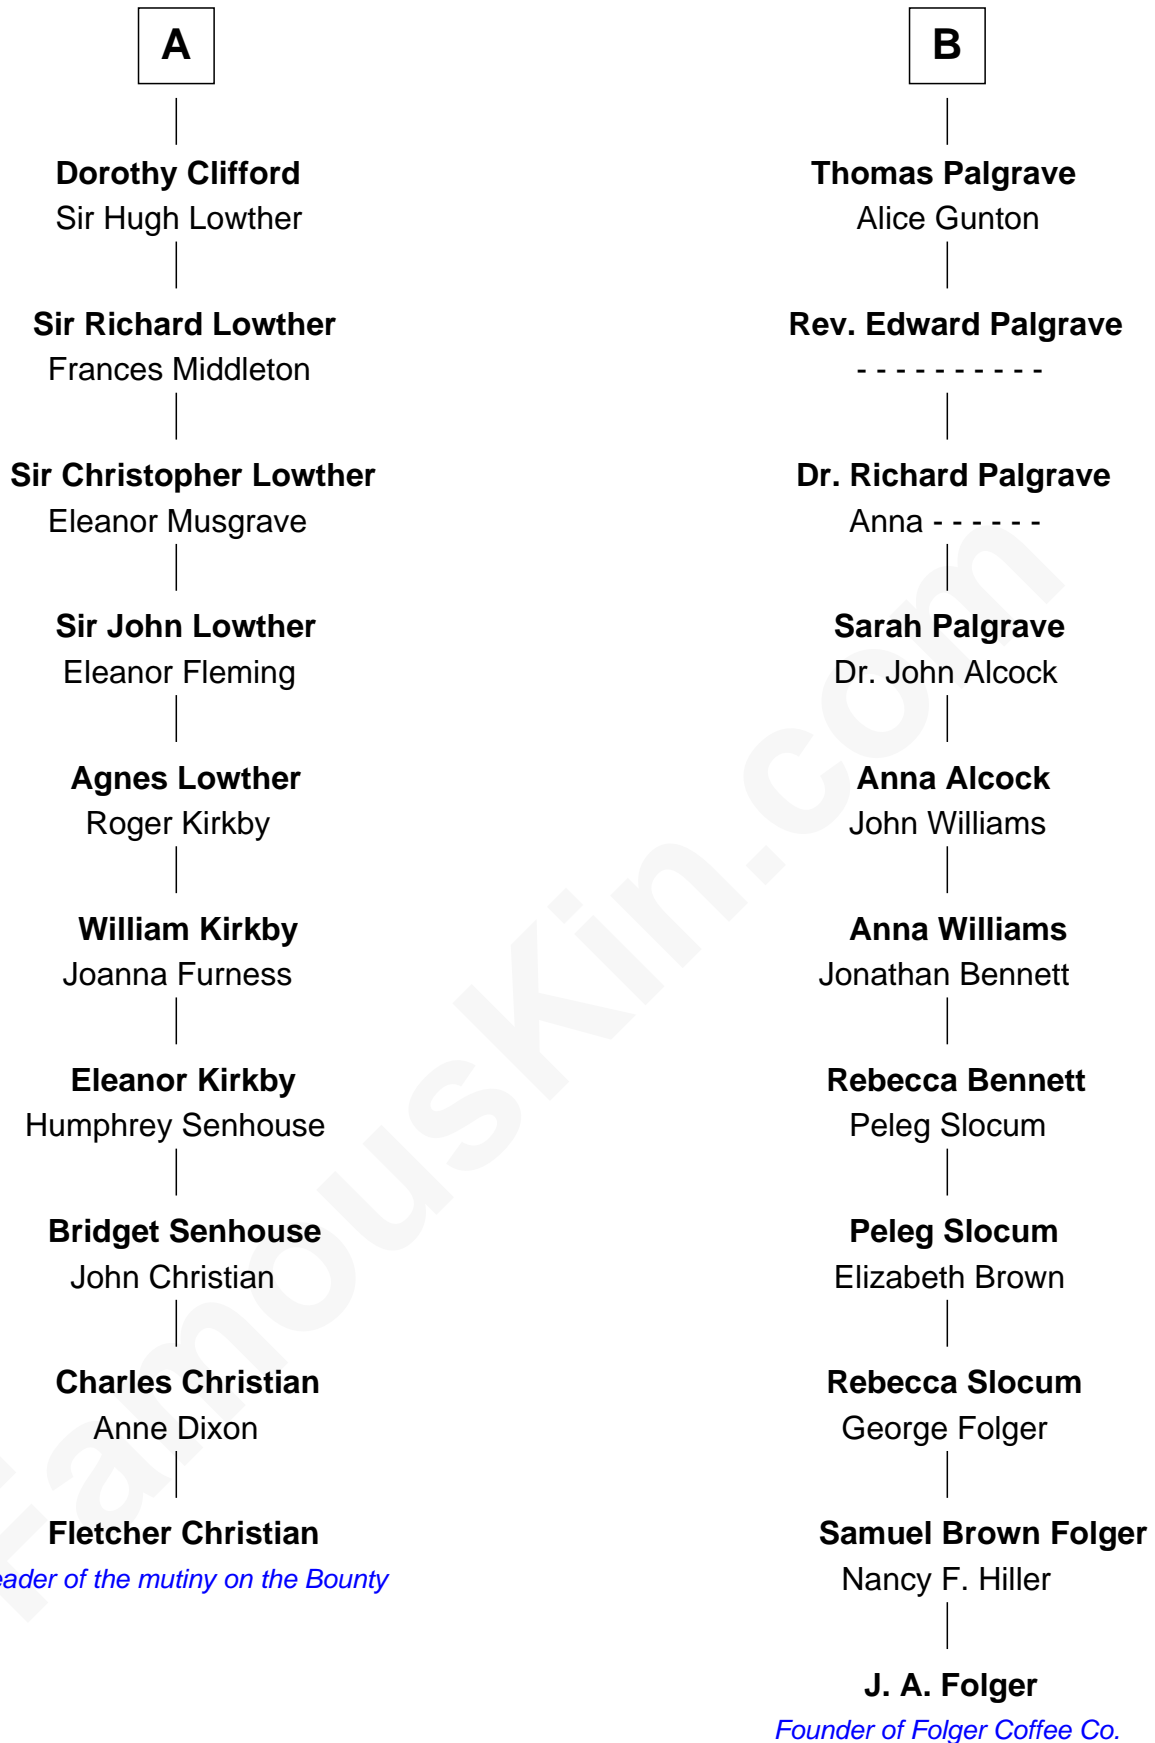 A
Dorothy Clifford
Sir Hugh Lowther
Sir Richard Lowther
Frances Middleton
Sir Christopher Lowther
Eleanor Musgrave
Sir John Lowther
Eleanor Fleming
Agnes Lowther
Roger Kirkby
William Kirkby
Joanna Furness
Eleanor Kirkby
Humphrey Senhouse
Bridget Senhouse
John Christian
Charles Christian
Anne Dixon
Fletcher Christian
eader of the mutiny on the Bounty
B
Thomas Palgrave
Alice Gunton
Rev. Edward Palgrave
- - - - - - - - - -
Dr. Richard Palgrave
Anna - - - - - -
Sarah Palgrave
Dr. John Alcock
Anna Alcock
John Williams
Anna Williams
Jonathan Bennett
Rebecca Bennett
Peleg Slocum
Peleg Slocum
Elizabeth Brown
Rebecca Slocum
George Folger
Samuel Brown Folger
Nancy F. Hiller
J. A. Folger
Founder of Folger Coffee Co.
FamousKin.com